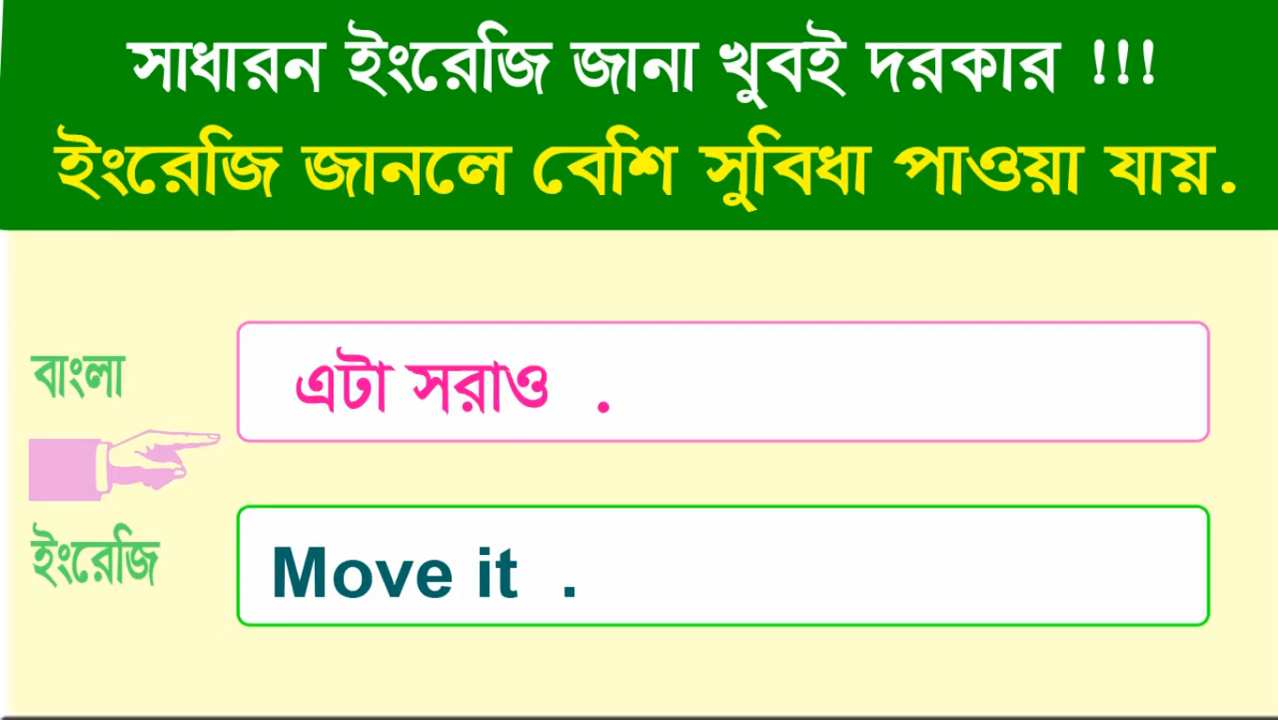 সাধারন ইংরেজি জানা খুবই দরকার !!!
ইংরেজি জানলে বেশি সুবিধা পাওয়া যায়.
বাংলা
এটা সরাও .
ইংরেজি
Move it .